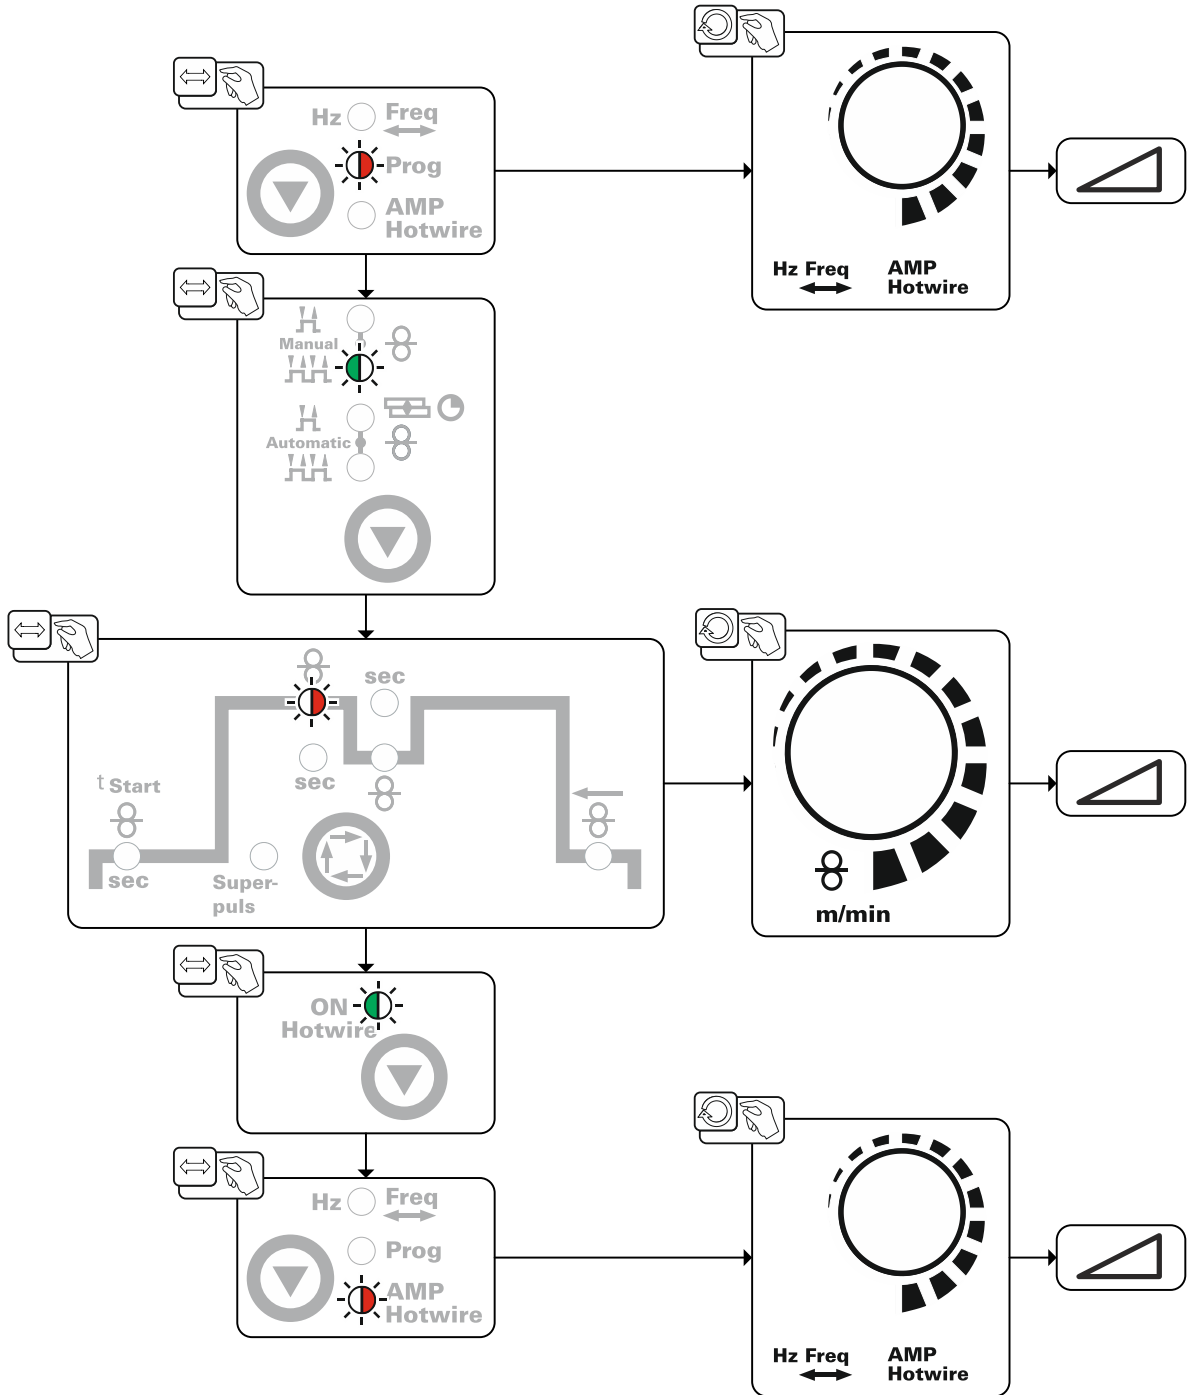 Hz Freq
Prog
AMP
Hotwire
Hz Freq AMP
Hotwire
Manual
Automatic
sec
sec
t Start
sec
Super-
puls
m/min
ON
Hotwire
Hz Freq
Prog
AMP
Hotwire
Hz Freq AMP
Hotwire